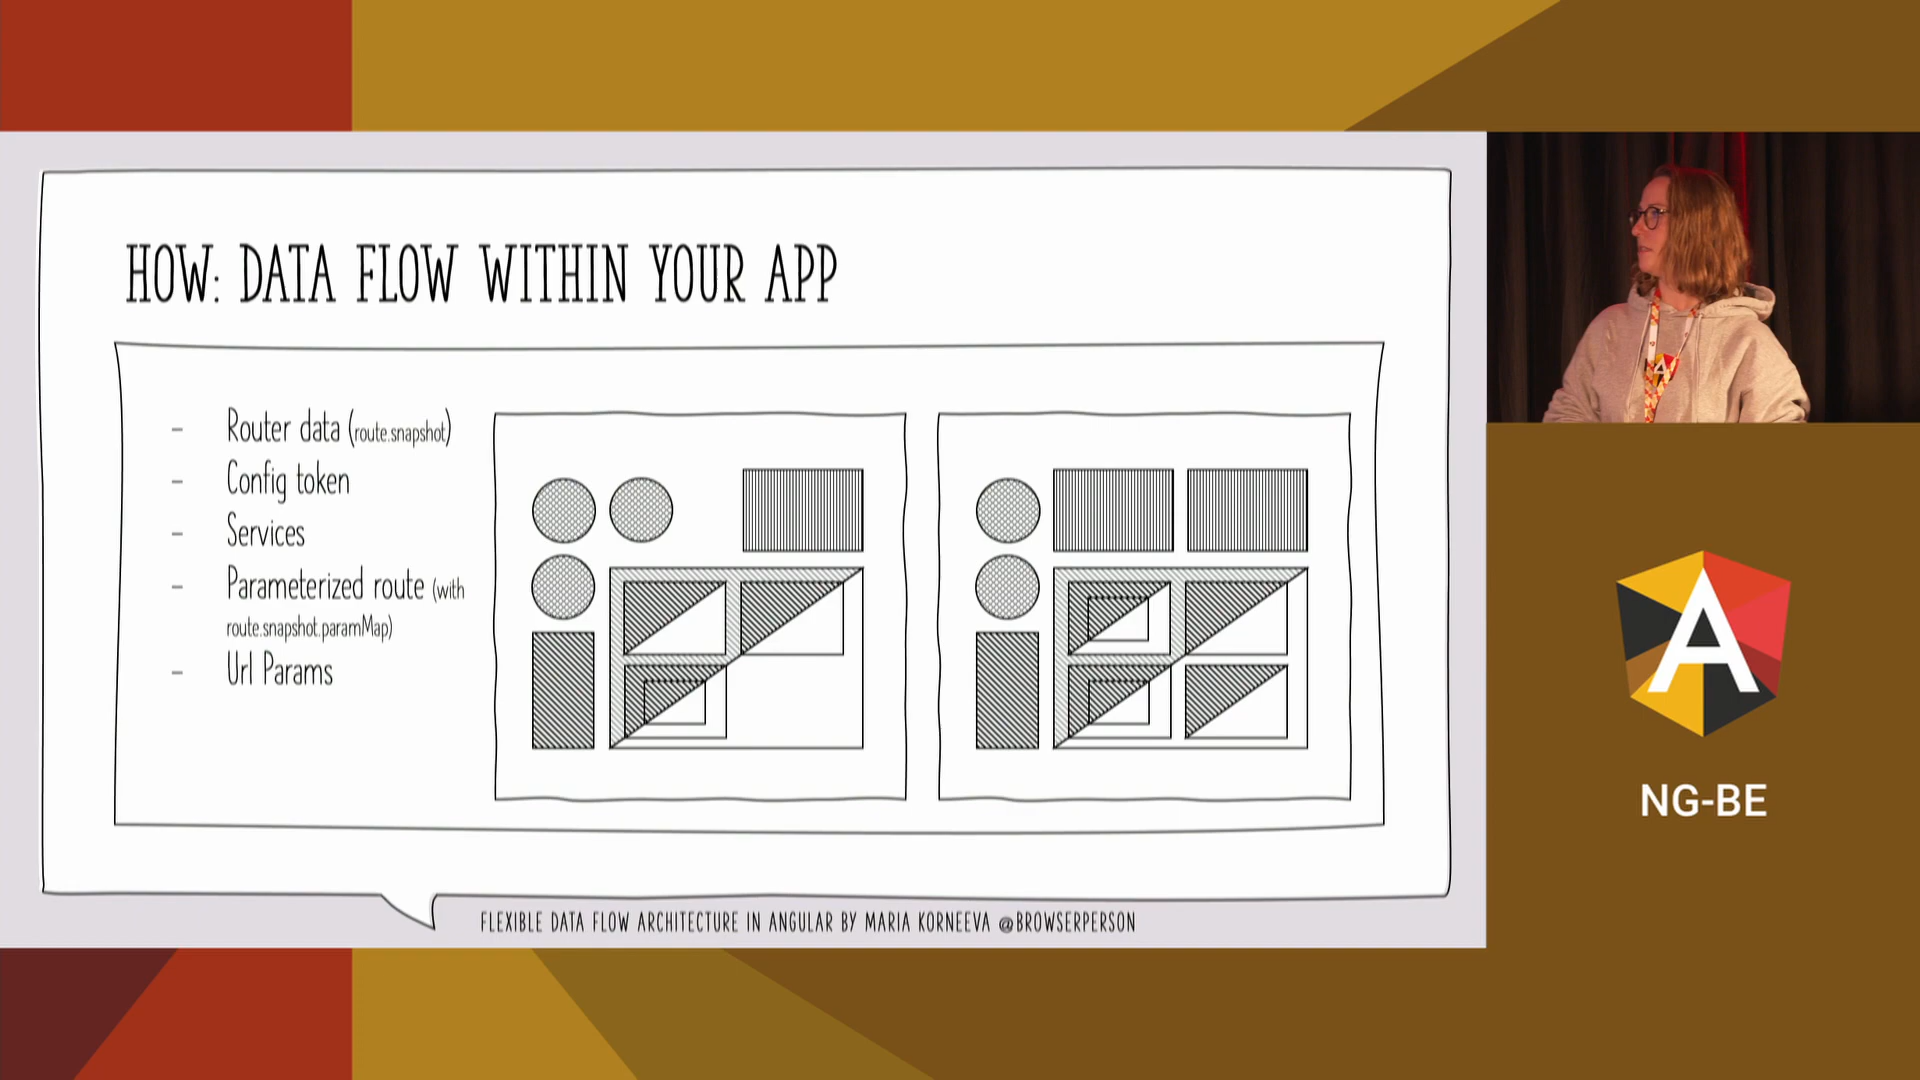 HOW: DATA FLOW WITHIN YOUR APP
- Router data (route.snapshot)
- Config token
- Services
- Parameterized route (with
route.snapshot.paramMap)
- Url Params
FLEXIBLE DATA FLOW ARCHITECTURE IN ANGULAR BY MARIA KORNEEVA @BROWSERPERSON
A
NG-BE